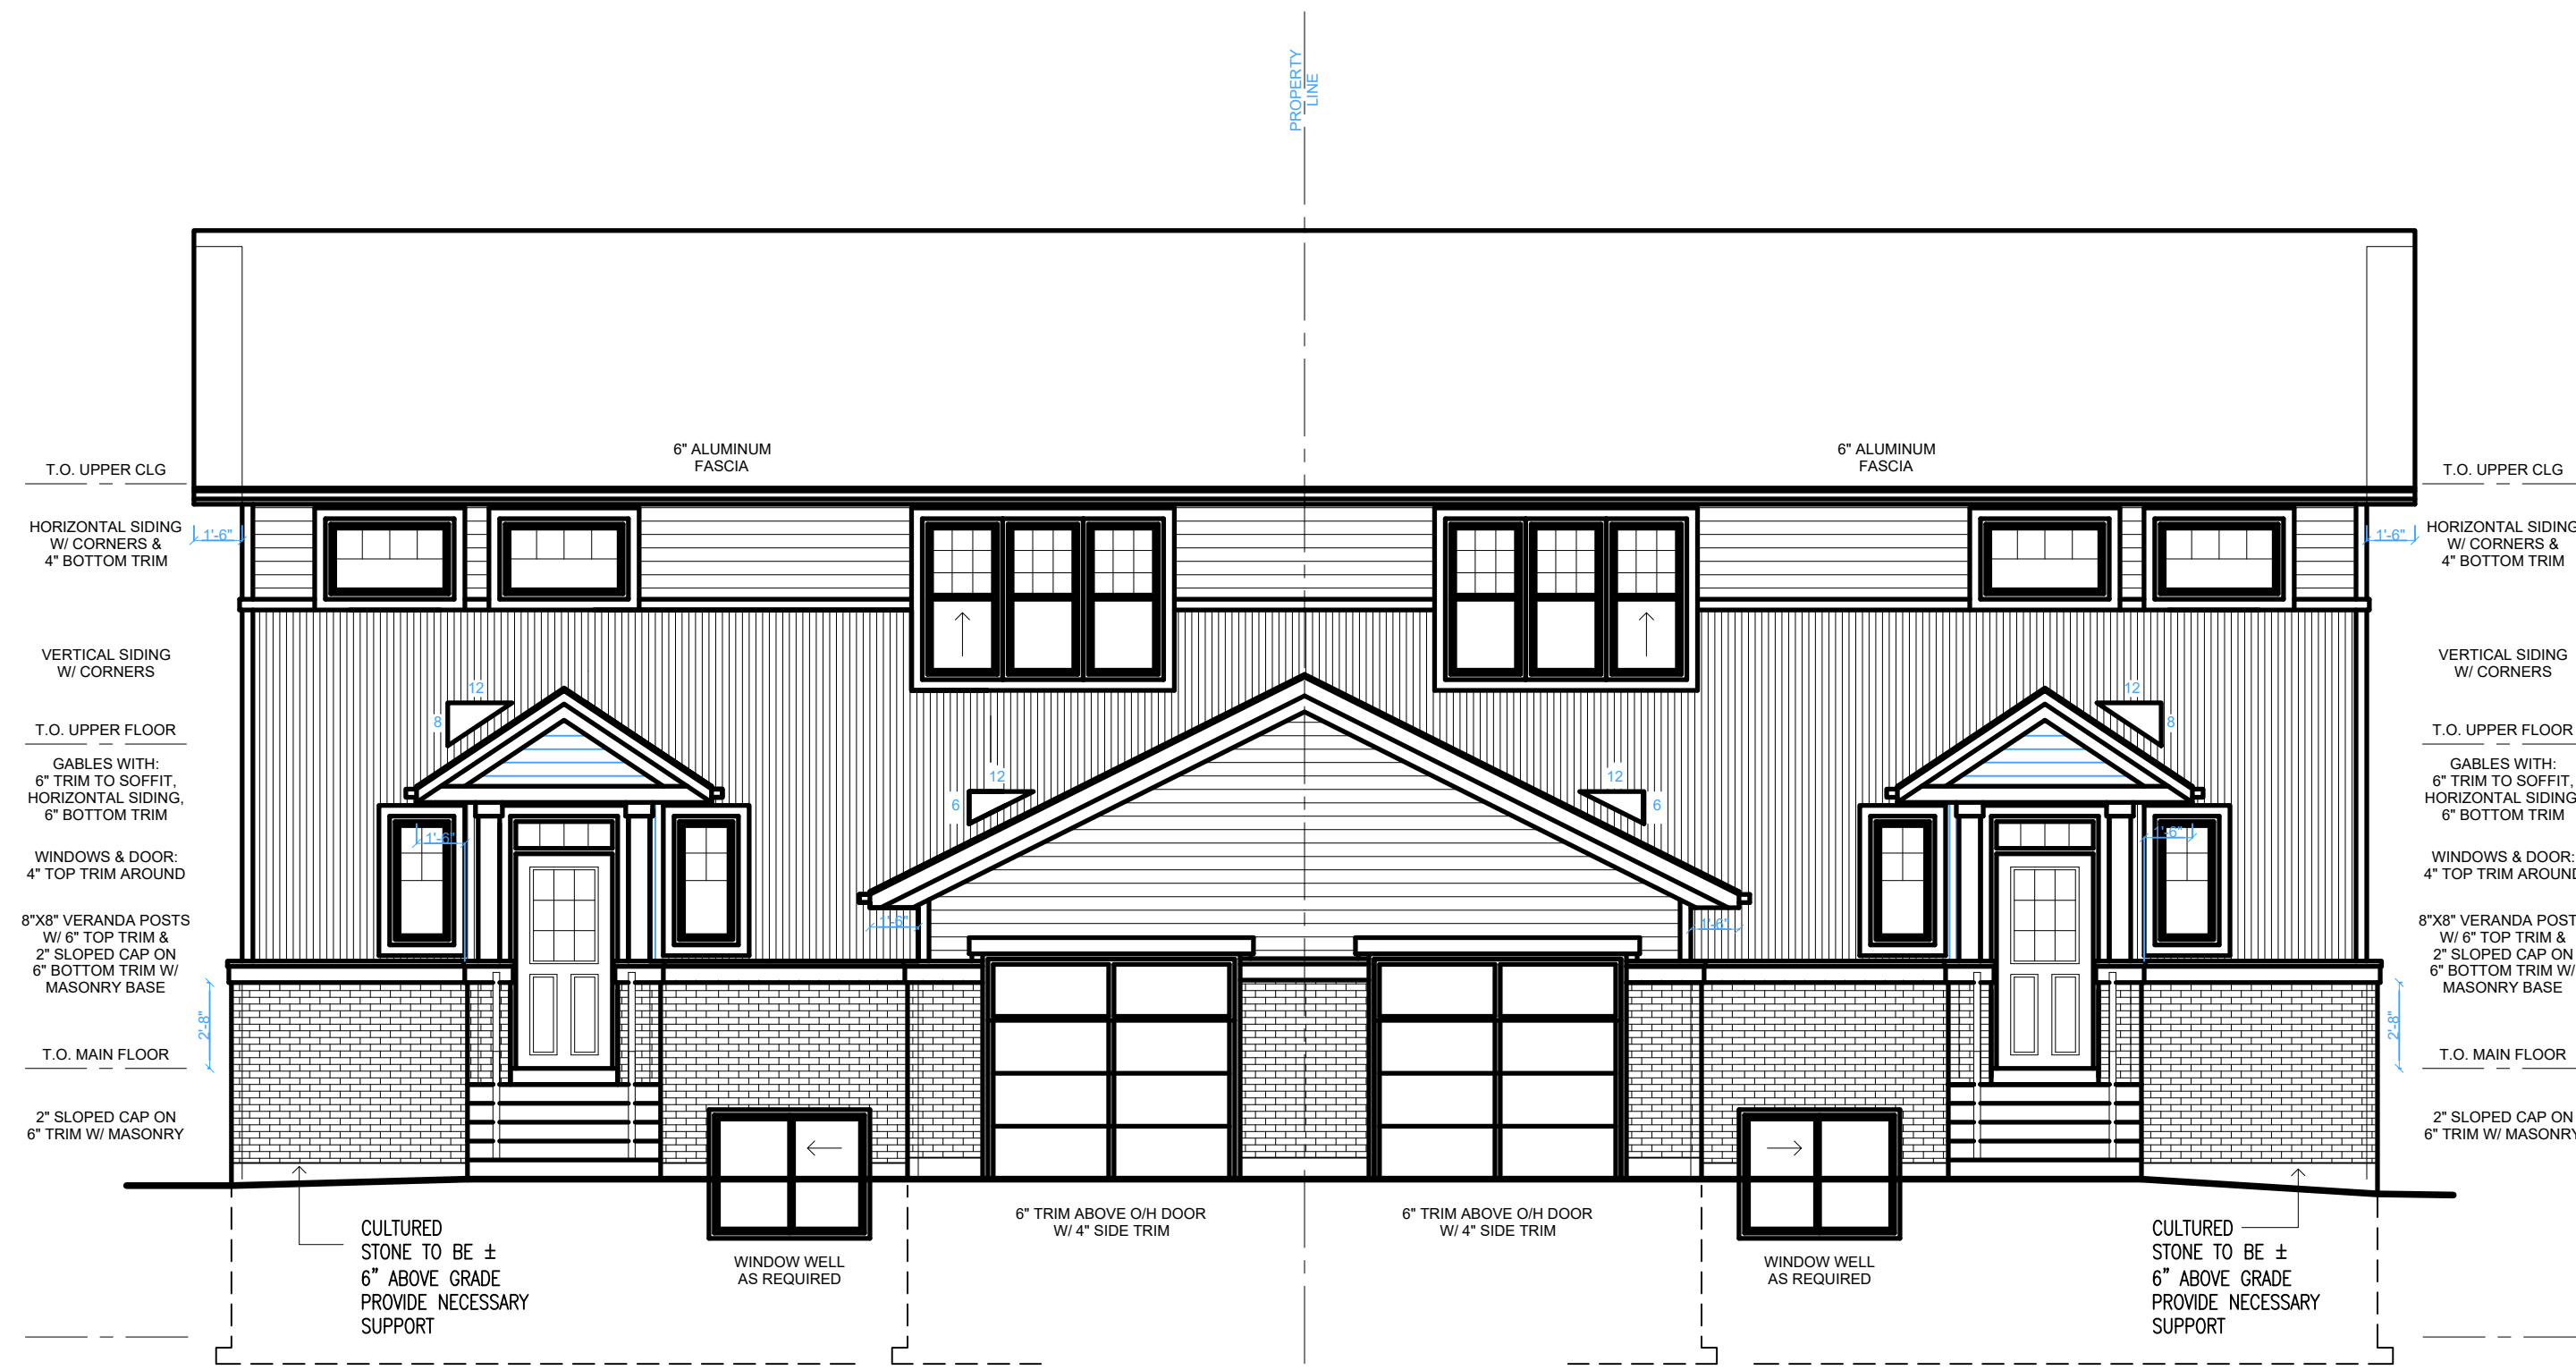 PROPERTY
LINE
6" ALUMINUM
FASCIA
6" ALUMINUM
FASCIA
T.O. UPPER CLG
HORIZONTAL SIDING
W/ CORNERS &
4" BOTTOM TRIM
1'-6"
VERTICAL SIDING
W/ CORNERS
12
8
T.O. UPPER FLOOR
GABLES WITH:
6" TRIM TO SOFFIT,
HORIZONTAL SIDING,
6" BOTTOM TRIM
12
6
1'-6"
WINDOWS & DOOR:
4" TOP TRIM AROUND
1'-6"
8"X8" VERANDA POSTS
W/ 6" TOP TRIM &
2" SLOPED CAP ON
6" BOTTOM TRIM W/
MASONRY BASE
2'-8"
T.O. MAIN FLOOR
2" SLOPED CAP ON
6" TRIM W/ MASONRY
CULTURED
STONE TO BE ±
6” ABOVE GRADE
PROVIDE NECESSARY
SUPPORT
WINDOW WELL
AS REQUIRED
6" TRIM ABOVE O/H DOOR
W/ 4" SIDE TRIM
6" TRIM ABOVE O/H DOOR
W/ 4" SIDE TRIM
WINDOW WELL
AS REQUIRED
CULTURED
STONE TO BE ±
6” ABOVE GRADE
PROVIDE NECESSARY
SUPPORT
T.O. UPPER CLG
1'-6"
HORIZONTAL SIDING
W/ CORNERS &
4" BOTTOM TRIM
VERTICAL SIDING
W/ CORNERS
12
8
T.O. UPPER FLOOR
GABLES WITH:
6" TRIM TO SOFFIT,
HORIZONTAL SIDING
6" BOTTOM TRIM
12
6
1'-6"
WINDOWS & DOOR:
4" TOP TRIM AROUND
1'-6"
8"X8" VERANDA POST
W/ 6" TOP TRIM &
2" SLOPED CAP ON
6" BOTTOM TRIM W/
MASONRY BASE
2'-8"
T.O. MAIN FLOOR
2" SLOPED CAP ON
6" TRIM W/ MASONRY